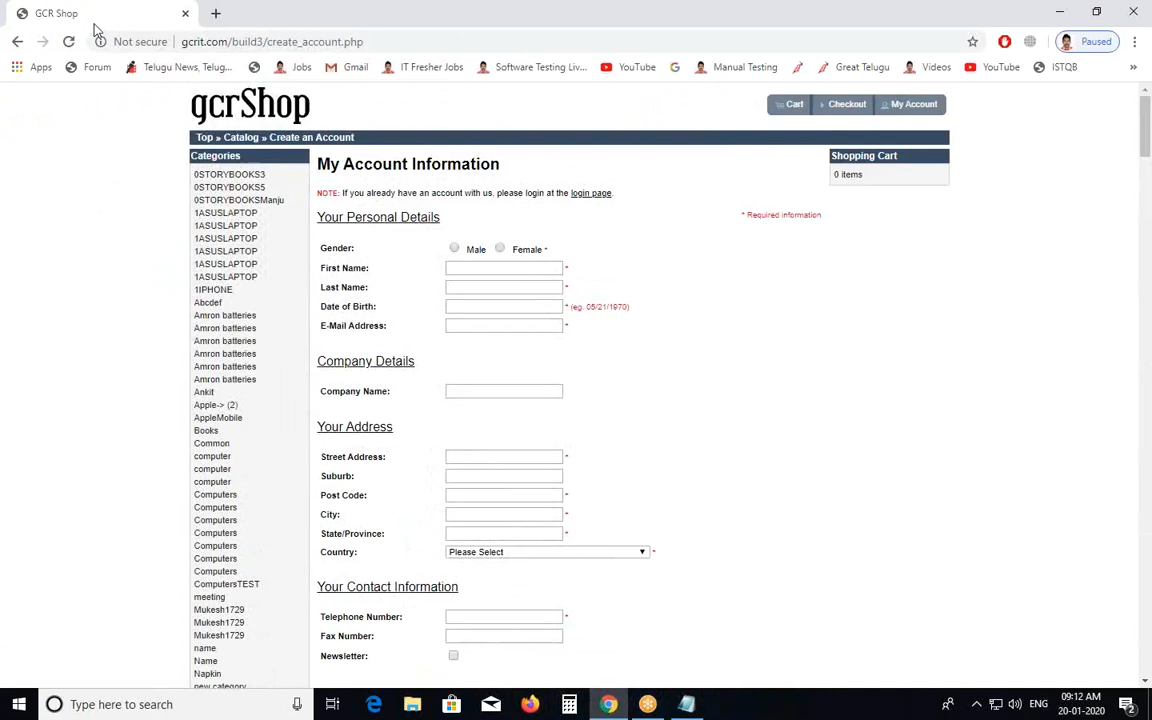 GCR Shop
Not secure gcrit.com/build3/create_account.php Paused
Apps Forum Telugu News, Telug... Jobs Gmail IT Fresher Jobs Software Testing Liv... YouTube Manual Testing Great Telugu Videos YouTube ISTQB »
gcrShop
Cart Checkout My Account
Top » Catalog » Create an Account
Categories
0STORYBOOKS3
0STORYBOOKS5
0STORYBOOKSManju
1ASUSLAPTOP
1ASUSLAPTOP
1ASUSLAPTOP
1ASUSLAPTOP
1ASUSLAPTOP
1ASUSLAPTOP
1IPHONE
Abcdef
Amron batteries
Amron batteries
Amron batteries
Amron batteries
Amron batteries
Amron batteries
Ankit
Apple-> (2)
AppleMobile
Books
Common
computer
computer
computer
Computers
Computers
Computers
Computers
Computers
Computers
Computers
ComputersTEST
meeting
Mukesh1729
Mukesh1729
Mukesh1729
name
Name
Napkin
new category
My Account Information
NOTE: If you already have an account with us, please login at the login page.
Your Personal Details
* Required information
Gender: Male Female *
First Name: *
Last Name: *
Date of Birth: * (eg. 05/21/1970)
E-Mail Address: *
Company Details
Company Name:
Your Address
Street Address: *
Suburb:
Post Code: *
City: *
State/Province: *
Country: Please Select *
Your Contact Information
Telephone Number: *
Fax Number:
Newsletter:
Shopping Cart
0 items
Type here to search
ENG
09:12 AM
20-01-2020
2